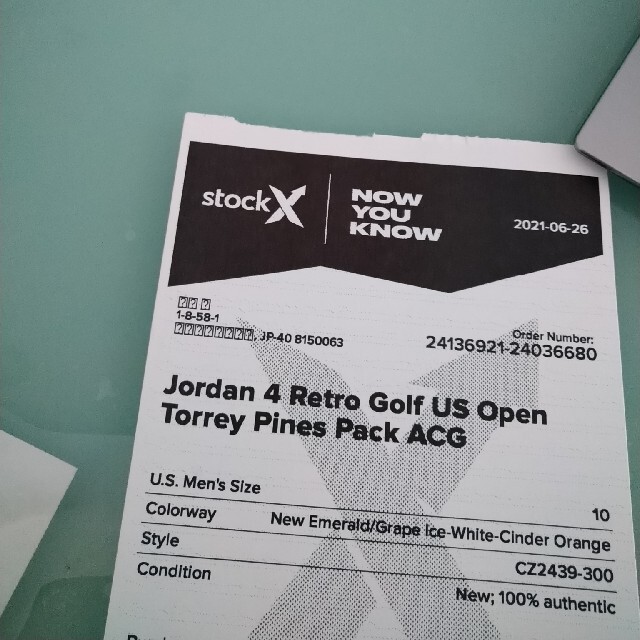 stockX
NOW
YOU
KNOW
2021-06-26
1-8-58-1
JP-40 8150063
Order Number:
24136921-24036680
Jordan 4 Retro Golf US Open
Torrey Pines Pack ACG
U.S. Men's Size 10
Colorway New Emerald/Grape Ice-White-Cinder Orange
Style CZ2439-300
Condition New; 100% authentic